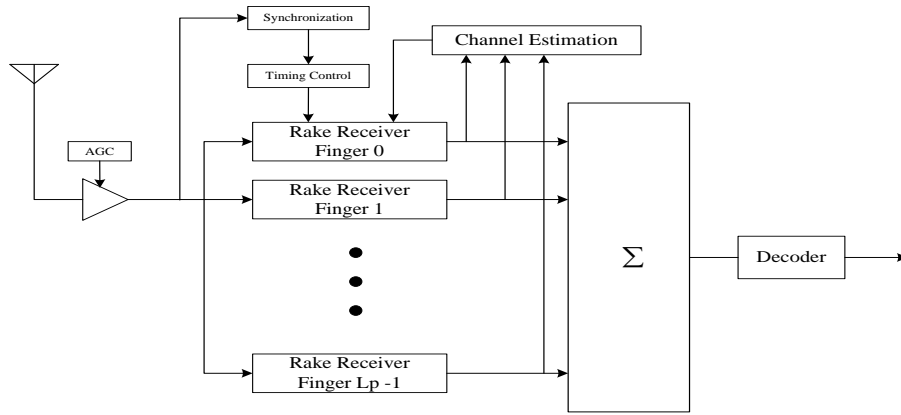 Synchronization
Channel Estimation
Timing Control
Rake Receiver
Finger 0
AGC
Rake Receiver
Finger 1
Σ
Decoder
Rake Receiver
Finger Lp -1